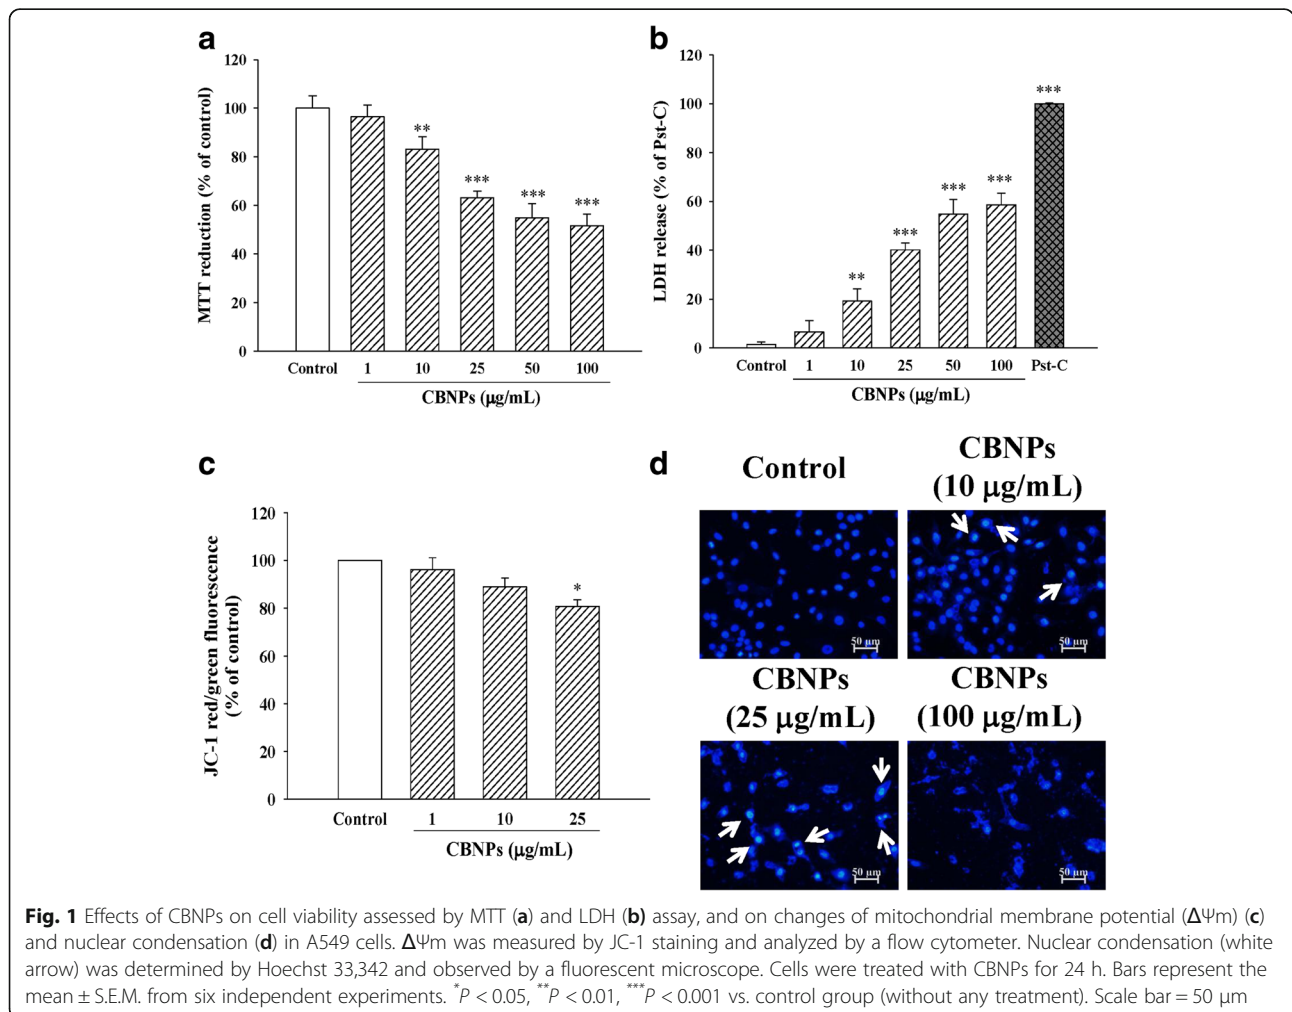 a
MTT reduction (% of control)
120
100
80
60
40
20
0
**
***
***
***
Control 1 10 25 50 100
CBNPs (µg/mL)
b
LDH release (% of Pst-C)
120
100
80
60
40
20
0
**
***
***
***
***
Control 1 10 25 50 100 Pst-C
CBNPs (µg/mL)
c
JC-1 red/green fluorescence
(% of control)
120
100
80
60
40
20
0
*
Control 1 10 25
CBNPs (µg/mL)
d
Control
CBNPs
(10 µg/mL)
50 µm
50 µm
CBNPs
(25 µg/mL)
CBNPs
(100 µg/mL)
50 µm
50 µm
Fig. 1 Effects of CBNPs on cell viability assessed by MTT (a) and LDH (b) assay, and on changes of mitochondrial membrane potential (ΔΨm) (c)
and nuclear condensation (d) in A549 cells. ΔΨm was measured by JC-1 staining and analyzed by a flow cytometer. Nuclear condensation (white
arrow) was determined by Hoechst 33,342 and observed by a fluorescent microscope. Cells were treated with CBNPs for 24 h. Bars represent the
mean ± S.E.M. from six independent experiments. *P < 0.05, **P < 0.01, ***P < 0.001 vs. control group (without any treatment). Scale bar = 50 µm